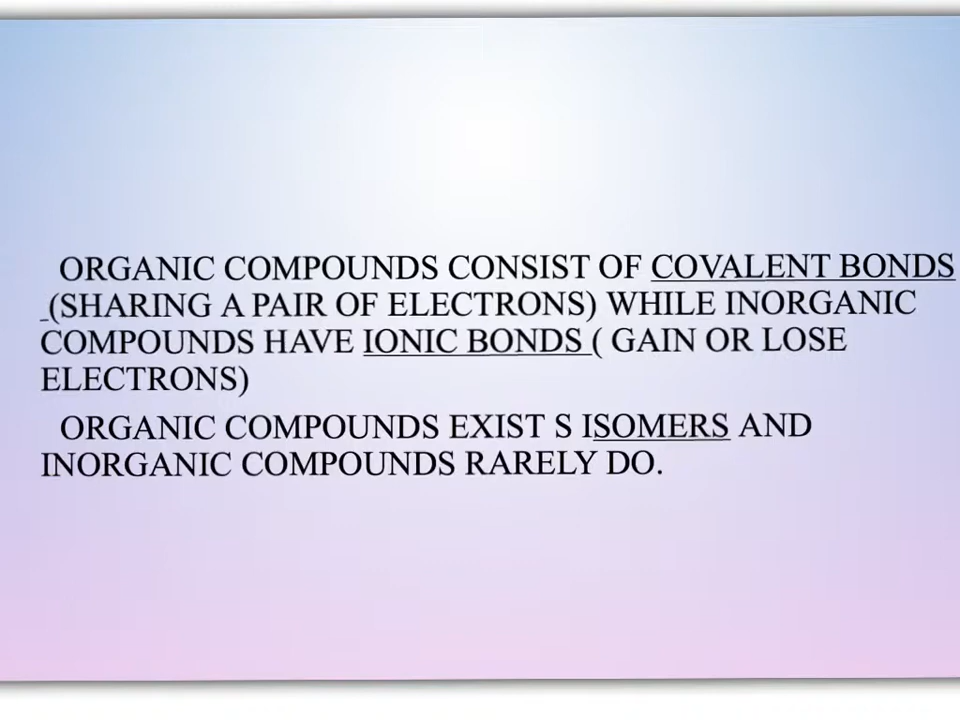 ORGANIC COMPOUNDS CONSIST OF COVALENT BONDS
(SHARING A PAIR OF ELECTRONS) WHILE INORGANIC
COMPOUNDS HAVE IONIC BONDS ( GAIN OR LOSE
ELECTRONS)
ORGANIC COMPOUNDS EXIST S ISOMERS AND
INORGANIC COMPOUNDS RARELY DO.